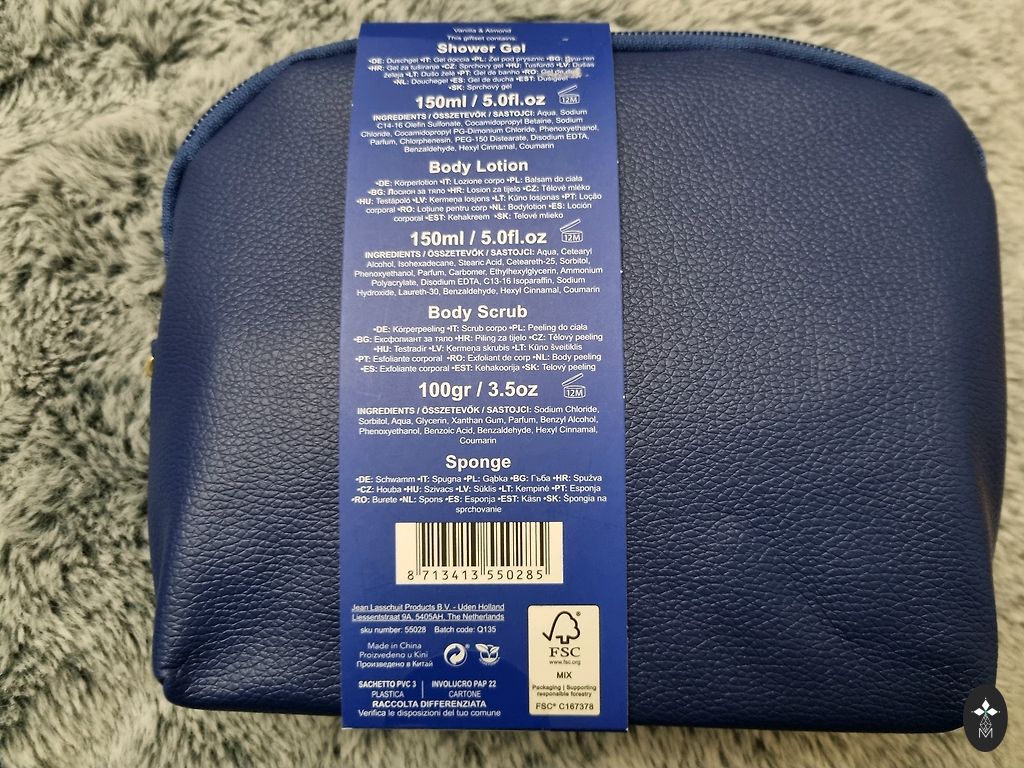 Vanilla & Almond
This giftset contains:
Shower Gel
•DE: Duschgel •IT: Gel doccia •PL: Żel pod prysznic •BG:
•HR: Gel za tuširanje •CZ: Sprchový gel •HU: Tusfürdő •LV: Dušas
želeja •LT: Dušo želė •PT: Gel de banho •RO: Gel de duș
•NL: Douchegel •ES: Gel de ducha •EST: Dušigeel
•SK: Sprchový gél
150ml / 5.0fl.oz 12M
INGREDIENTS / ÖSSZETEVŐK / SASTOJCI: Aqua, Sodium
C14-16 Olefin Sulfonate, Cocamidopropyl Betaine, Sodium
Chloride, Cocamidopropyl PG-Dimonium Chloride, Phenoxyethanol,
Parfum, Chlorphenesin, PEG-150 Distearate, Disodium EDTA,
Benzaldehyde, Hexyl Cinnamal, Coumarin
Body Lotion
•DE: Körperlotion •IT: Lozione corpo •PL: Balsam do ciała
•BG: Лосион за тяло •HR: Losion za tijelo •CZ: Tělové mléko
•HU: Testápoló •LV: Ķermeņa losjons •LT: Kūno losjonas •PT: Loção
corporal •RO: Loțiune pentru corp •NL: Bodylotion •ES: Loción
corporal •EST: Kehakreem •SK: Telové mlieko
150ml / 5.0fl.oz 12M
INGREDIENTS / ÖSSZETEVŐK / SASTOJCI: Aqua, Cetearyl
Alcohol, Isohexadecane, Stearic Acid, Ceteareth-25, Sorbitol,
Phenoxyethanol, Parfum, Carbomer, Ethylhexylglycerin, Ammonium
Polyacrylate, Disodium EDTA, C13-16 Isoparaffin, Sodium
Hydroxide, Laureth-30, Benzaldehyde, Hexyl Cinnamal, Coumarin
Body Scrub
•DE: Körperpeeling •IT: Scrub corpo •PL: Peeling do ciała
•BG: Ексфолиант за тяло •HR: Piling za tijelo •CZ: Tělový peeling
•HU: Testradír •LV: Ķermeņa skrubis •LT: Kūno šveitiklis
•PT: Esfoliante corporal •RO: Exfoliant de corp •NL: Body peeling
•ES: Exfoliante corporal •EST: Kehakoorija •SK: Telový peeling
100gr / 3.5oz 12M
INGREDIENTS / ÖSSZETEVŐK / SASTOJCI: Sodium Chloride,
Sorbitol, Aqua, Glycerin, Xanthan Gum, Parfum, Benzyl Alcohol,
Phenoxyethanol, Benzoic Acid, Benzaldehyde, Hexyl Cinnamal,
Coumarin
Sponge
•DE: Schwamm •IT: Spugna •PL: Gąbka •BG: Гъба •HR: Spužva
•CZ: Houba •HU: Szivacs •LV: Sūklis •LT: Kempinė •PT: Esponja
•RO: Burete •NL: Spons •ES: Esponja •EST: Käsn •SK: Špongia na
sprchovanie
8 713413 550285
Jean Lasschuit Products B.V. - Uden Holland
Liessentstraat 9A, 5405AH, The Netherlands
sku number: 55028 Batch code: Q135
Made in China
Proizvedeno u Kini
Произведено в Китай
SACHETTO PVC 3
PLASTICA
INVOLUCRO PAP 22
CARTONE
RACCOLTA DIFFERENZIATA
Verifica le disposizioni del tuo comune
FSC®
www.fsc.org
MIX
Packaging | Supporting
responsible forestry
FSC® C167378
M